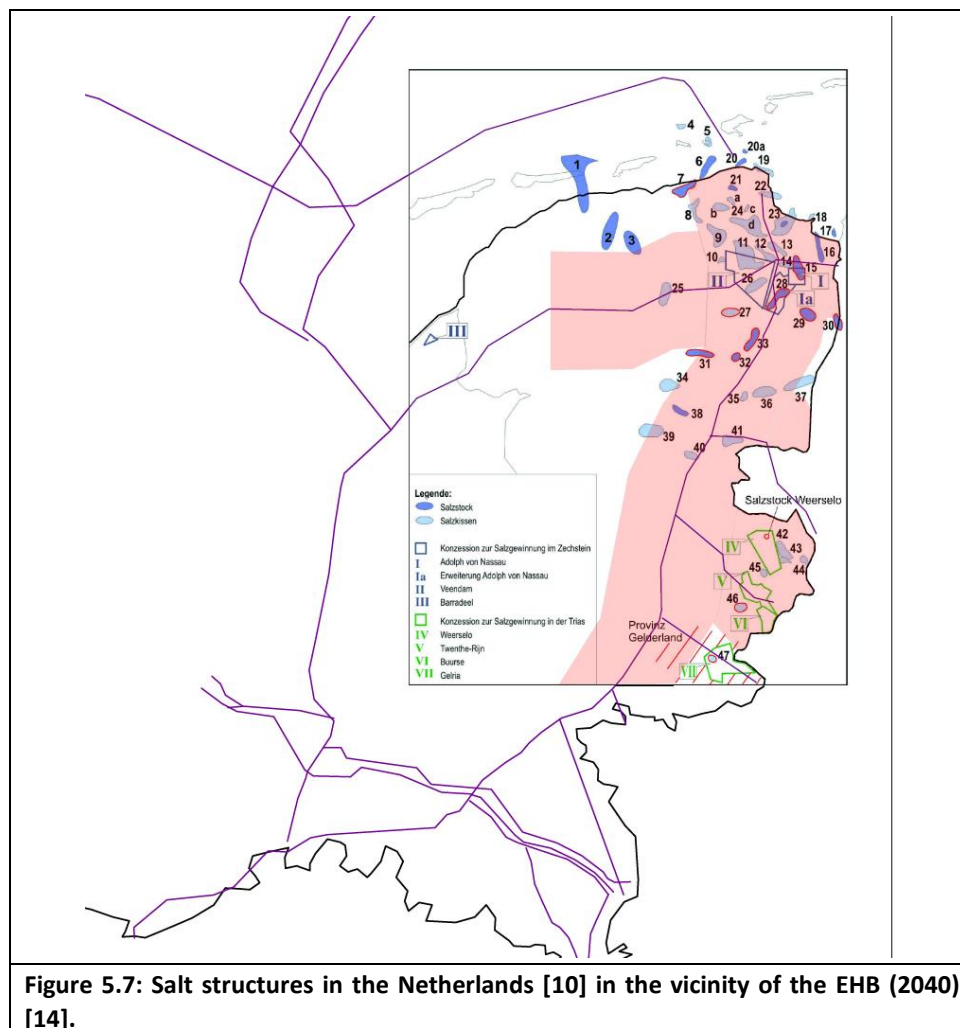 4
5
20a
20
19
1
6
7
21
22
a
8
b
24
c
d
23
18
17
2
3
9
11
12
13
16
10
14
15
I
II
26
28
25
Ia
III
27
29
30
33
31
32
34
35
36
37
38
39
41
40
Legende:
Salzstock
Salzkissen
Konzession zur Salzgewinnung im Zechstein
I Adolph von Nassau
Ia Erweiterung Adolph von Nassau
II Veendam
III Barradeel
Konzession zur Salzgewinnung in der Trias
IV Weerselo
V Twenthe-Rijn
VI Buurse
VII Gelria
Salzstock Weerselo
42
IV
43
44
45
V
46
VI
Provinz
Gelderland
47
VII
Figure 5.7: Salt structures in the Netherlands [10] in the vicinity of the EHB (2040)
[14].